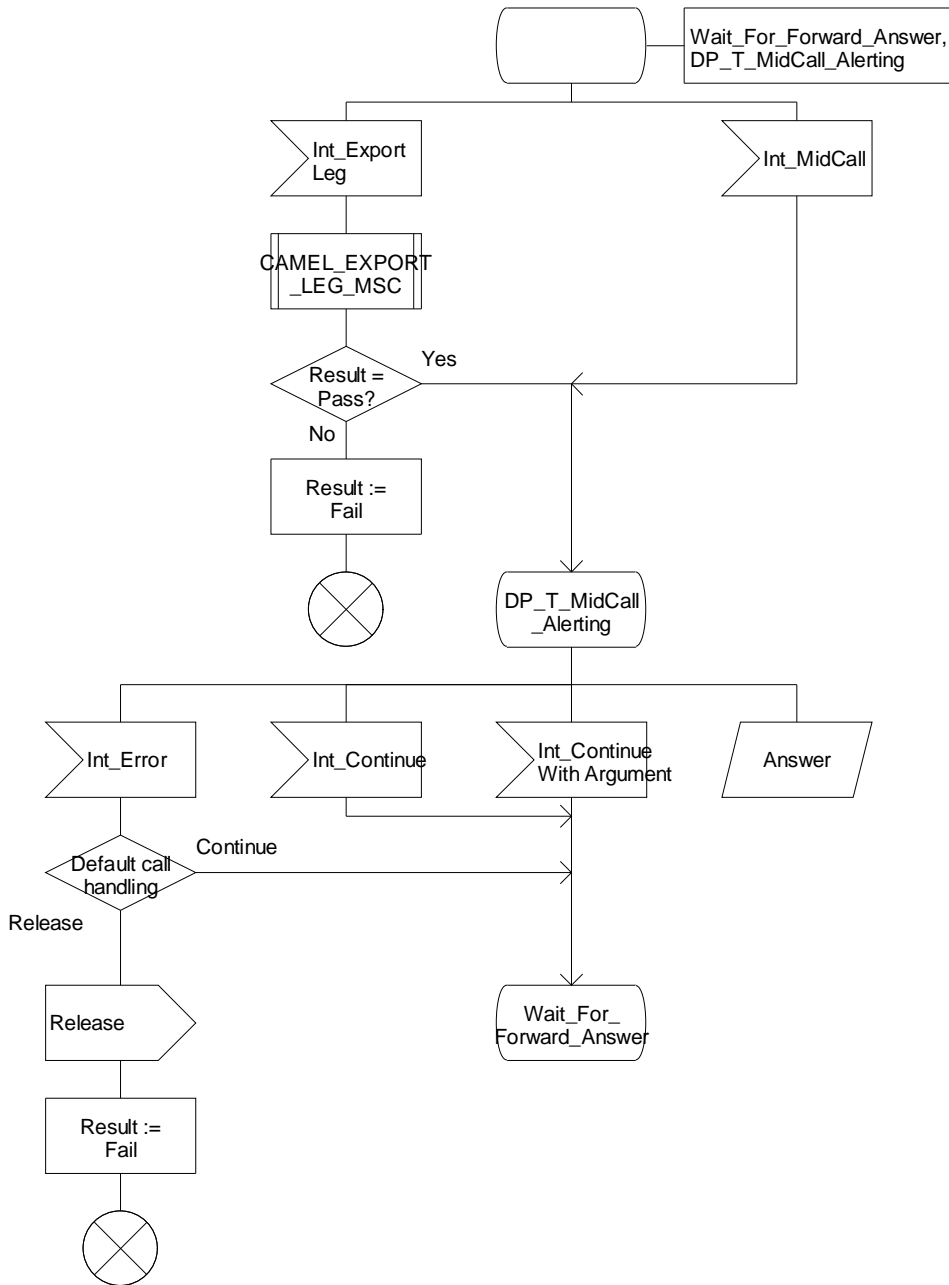 Wait_For_Forward_Answer,
DP_T_MidCall_Alerting
Int_Export
Leg
Int_MidCall
CAMEL_EXPORT
_LEG_MSC
Result =
Pass?
Yes
No
Result :=
Fail
DP_T_MidCall
_Alerting
Int_Error
Int_Continue
Int_Continue
With Argument
Answer
Default call
handling
Continue
Release
Release
Wait_For_
Forward_Answer
Result :=
Fail